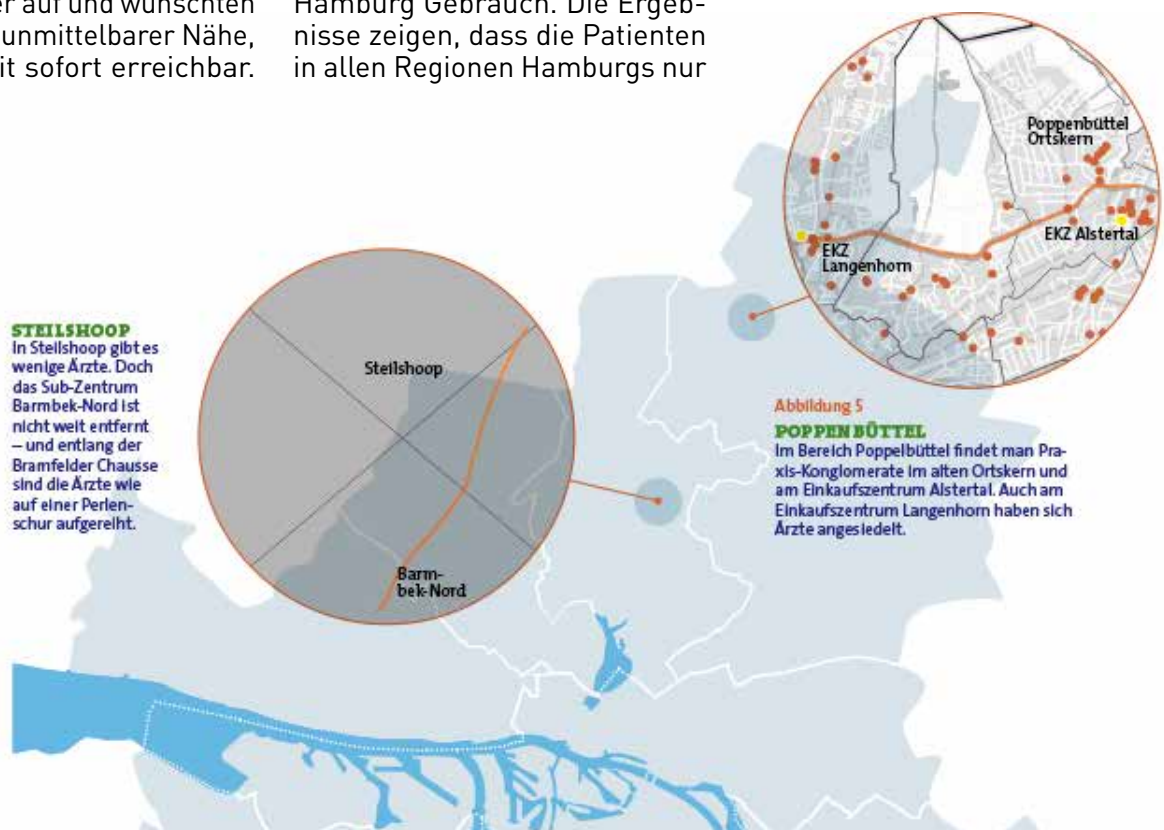 er auf und wünschten
unmittelbarer Nähe,
it sofort erreichbar.
Hamburg Gebrauch. Die Ergeb-
nisse zeigen, dass die Patienten
in allen Regionen Hamburgs nur
Poppenbüttel
Ortskern
EKZ Alstertal
EKZ
Langenhorn
STEILSHOOP
In Steilshoop gibt es
wenige Ärzte. Doch
das Sub-Zentrum
Barmbek-Nord ist
nicht weit entfernt
– und entlang der
Bramfelder Chausse
sind die Ärzte wie
auf einer Perlen-
schur aufgereiht.
Steilshoop
Barm-
bek-Nord
Abbildung 5
POPPENBÜTTEL
Im Bereich Poppelbüttel findet man Pra-
xis-Konglomerate im alten Ortskern und
am Einkaufszentrum Alstertal. Auch am
Einkaufszentrum Langenhorn haben sich
Ärzte angesiedelt.